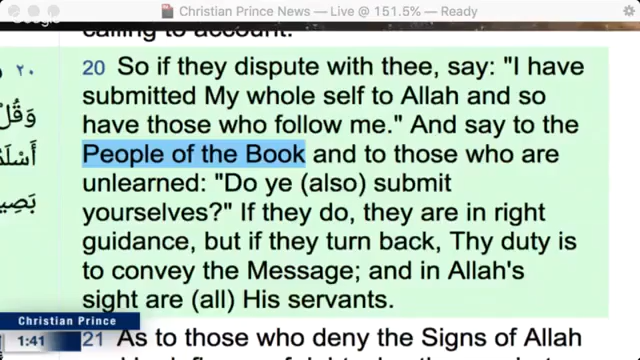 Christian Prince News — Live @ 151.5% — Ready
calling to account.
20 So if they dispute with thee, say: "I have
submitted My whole self to Allah and so
have those who follow me." And say to the
People of the Book and to those who are
unlearned: "Do ye (also) submit
yourselves?" If they do, they are in right
guidance, but if they turn back, Thy duty is
to convey the Message; and in Allah's
sight are (all) His servants.
٢٠
Christian Prince
1:41
21 As to those who deny the Signs of Allah